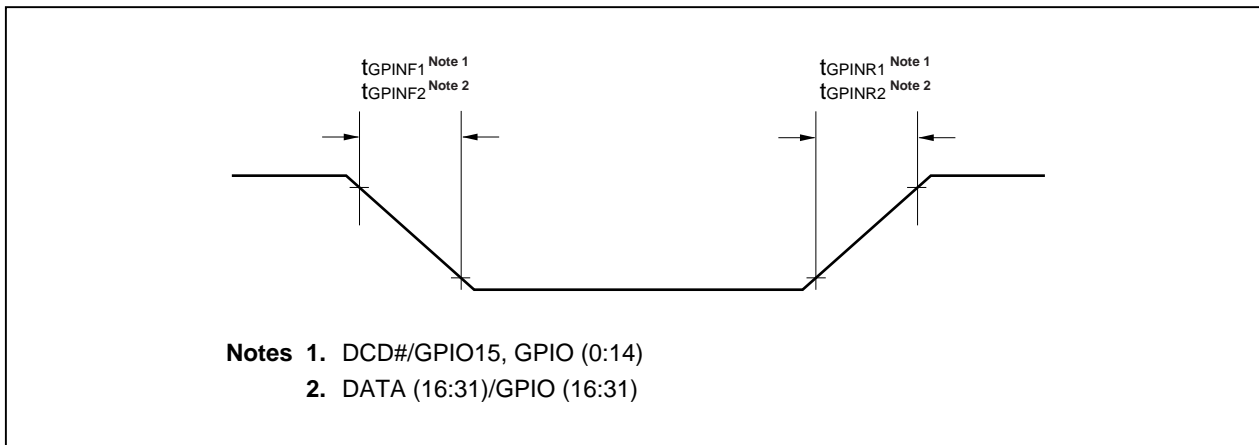 tGPINF1 Note 1
tGPINF2 Note 2
tGPINR1 Note 1
tGPINR2 Note 2
Notes 1. DCD#/GPIO15, GPIO (0:14)
2. DATA (16:31)/GPIO (16:31)